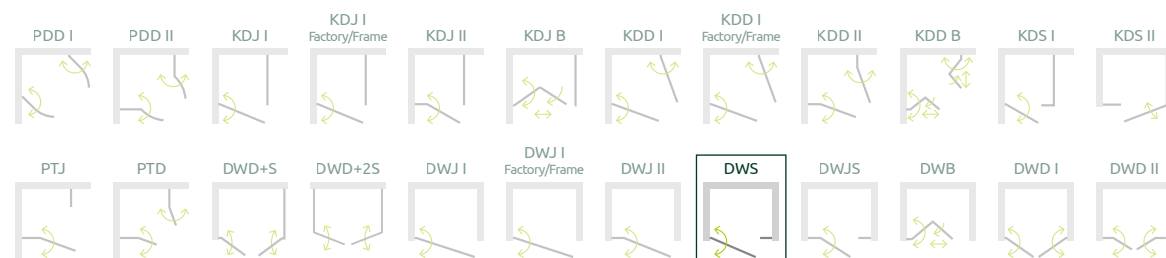 PDD I
PDD II
KDJ I
KDJ I
Factory/Frame
KDJ II
KDJ B
KDD I
KDD I
Factory/Frame
KDD II
KDD B
KDS I
KDS II
PTJ
PTD
DWD+S
DWD+2S
DWJ I
DWJ I
Factory/Frame
DWJ II
DWS
DWJS
DWB
DWD I
DWD II